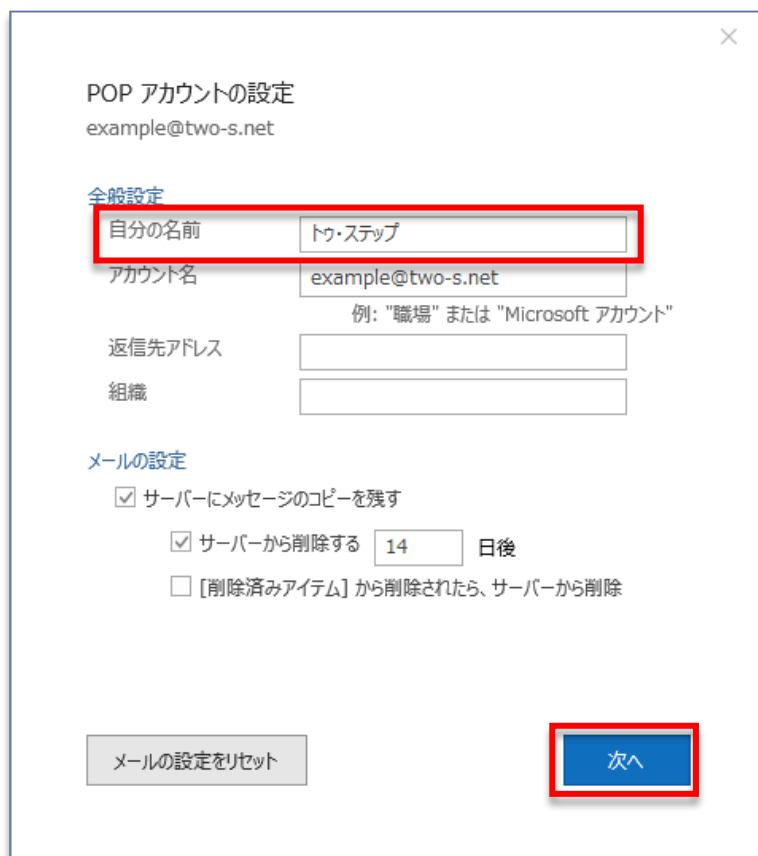 POP アカウントの設定
example@two-s.net
全般設定
自分の名前 トゥ・ステップ
アカウント名 example@two-s.net
例: "職場" または "Microsoft アカウント"
返信先アドレス
組織
メールの設定
サーバーにメッセージのコピーを残す
サーバーから削除する 14 日後
[削除済みアイテム] から削除されたら、サーバーから削除
メールの設定をリセット 次へ